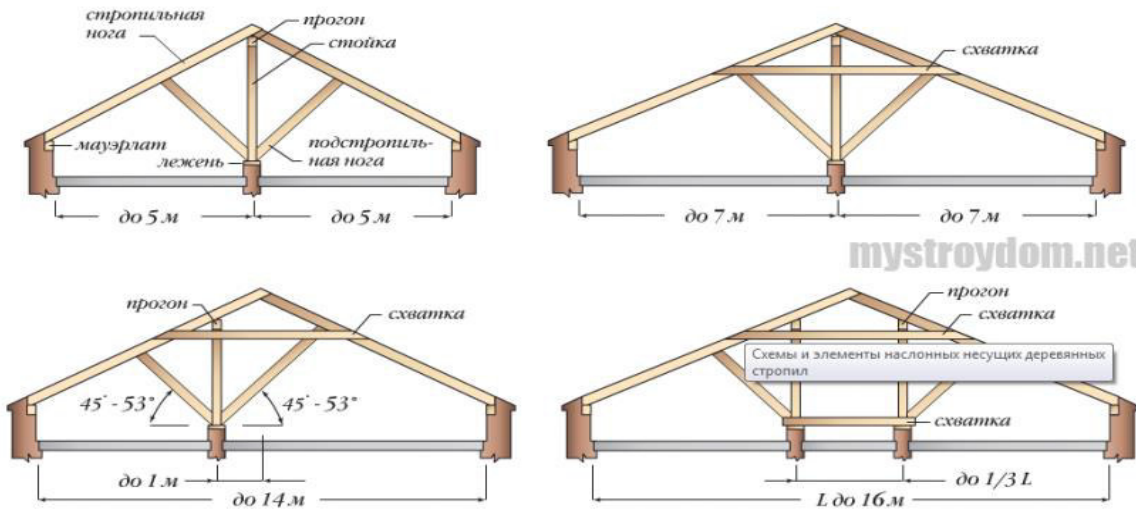 стропильная
нога
прогон
стойка
мауэрлат
лежень
подстропиль-
ная нога
до 5 м
до 5 м
схватка
до 7 м
до 7 м
mystroydom.net
прогон
схватка
45° - 53°
45° - 53°
до 1 м
до 14 м
прогон
схватка
Схемы и элементы наслонных несущих деревянных
стропил
схватка
до 1/3 L
L до 16 м